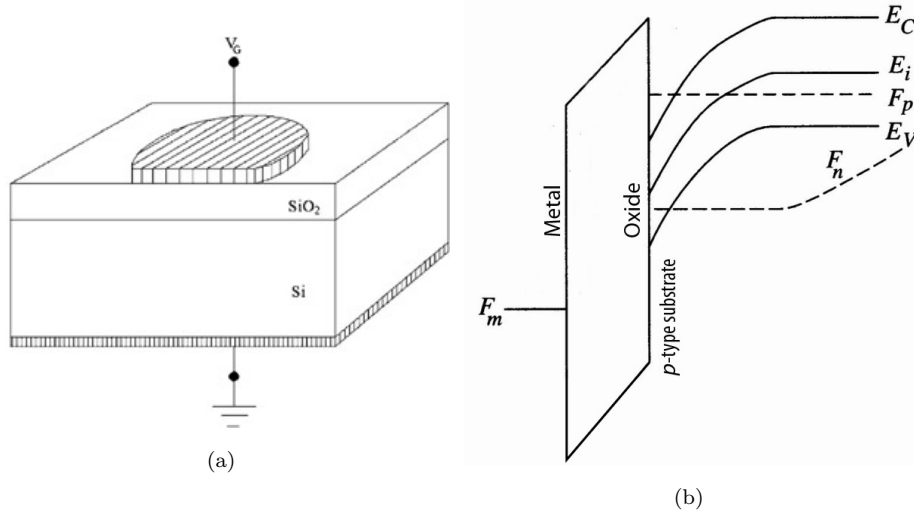 V_G
SiO₂
Si
(a)
E_C
E_i
F_p
E_V
F_n
Metal
Oxide
F_m
p-type substrate
(b)